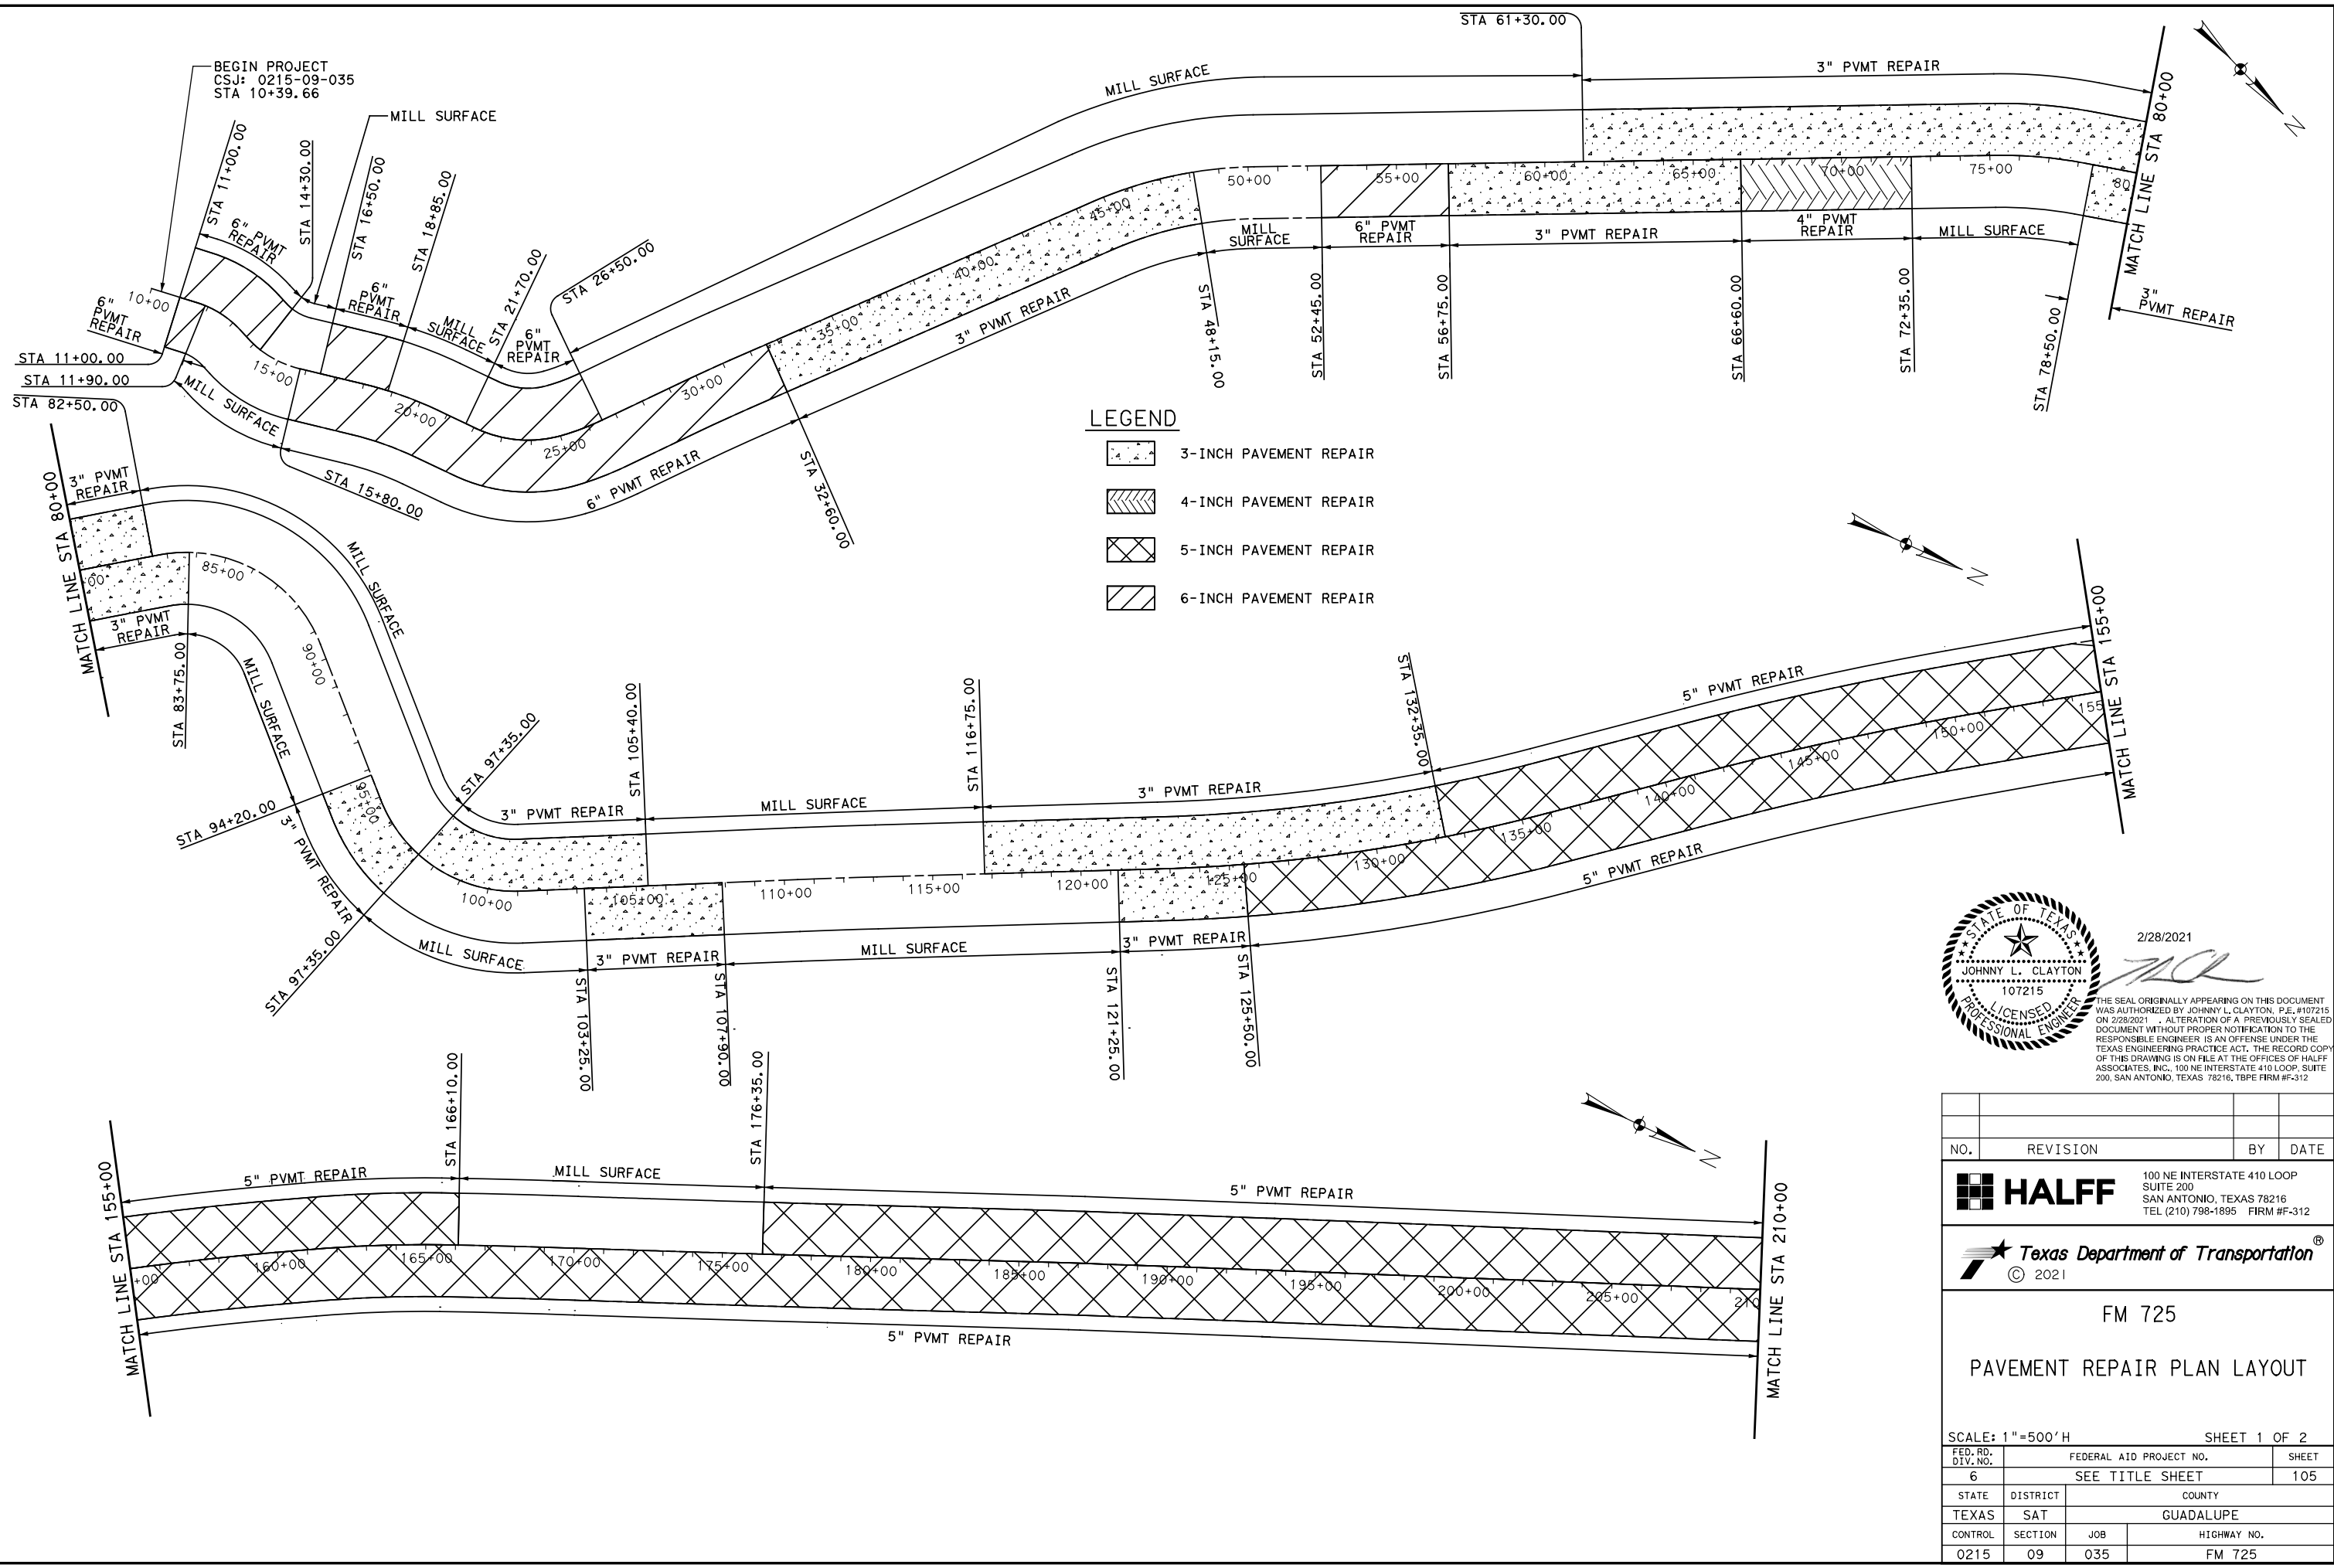 STA 61+30.00
BEGIN PROJECT
CSJ: 0215-09-035
STA 10+39.66
MILL SURFACE
MILL SURFACE
3" PVMT REPAIR
MATCH LINE STA 80+00
N
STA 11+00.00
STA 14+30.00
STA 16+50.00
STA 18+85.00
STA 21+70.00
STA 26+50.00
6" PVMT
REPAIR
6"
PVMT
REPAIR
MILL
SURFACE
6"
PVMT
REPAIR
6"
PVMT
REPAIR
10+00
15+00
20+00
25+00
30+00
35+00
40+00
45+00
50+00
55+00
60+00
65+00
70+00
75+00
80
STA 11+00.00
STA 11+90.00
MILL SURFACE
STA 15+80.00
6" PVMT REPAIR
STA 32+60.00
3" PVMT REPAIR
STA 48+15.00
MILL
SURFACE
STA 52+45.00
6" PVMT
REPAIR
STA 56+75.00
3" PVMT REPAIR
STA 66+60.00
4" PVMT
REPAIR
STA 72+35.00
MILL SURFACE
STA 78+50.00
3"
PVMT REPAIR
LEGEND
3-INCH PAVEMENT REPAIR
4-INCH PAVEMENT REPAIR
5-INCH PAVEMENT REPAIR
6-INCH PAVEMENT REPAIR
STA 82+50.00
MATCH LINE STA 80+00
3" PVMT
REPAIR
MILL SURFACE
00
85+00
90+00
95+00
100+00
105+00
110+00
115+00
120+00
125+00
130+00
135+00
140+00
145+00
150+00
155
3" PVMT
REPAIR
STA 83+75.00
MILL SURFACE
STA 94+20.00
3" PVMT REPAIR
STA 97+35.00
STA 97+35.00
3" PVMT REPAIR
STA 105+40.00
MILL SURFACE
STA 116+75.00
3" PVMT REPAIR
STA 132+35.00
5" PVMT REPAIR
MATCH LINE STA 155+00
N
MILL SURFACE
STA 103+25.00
3" PVMT REPAIR
STA 107+90.00
MILL SURFACE
STA 121+25.00
3" PVMT REPAIR
STA 125+50.00
5" PVMT REPAIR
MATCH LINE STA 155+00
5" PVMT REPAIR
STA 166+10.00
MILL SURFACE
STA 176+35.00
5" PVMT REPAIR
MATCH LINE STA 210+00
N
+00
160+00
165+00
170+00
175+00
180+00
185+00
190+00
195+00
200+00
205+00
210
5" PVMT REPAIR
STATE OF TEXAS
JOHNNY L. CLAYTON
107215
LICENSED
PROFESSIONAL ENGINEER
2/28/2021
THE SEAL ORIGINALLY APPEARING ON THIS DOCUMENT
WAS AUTHORIZED BY JOHNNY L. CLAYTON, P.E. #107215
ON 2/28/2021 . ALTERATION OF A PREVIOUSLY SEALED
DOCUMENT WITHOUT PROPER NOTIFICATION TO THE
RESPONSIBLE ENGINEER IS AN OFFENSE UNDER THE
TEXAS ENGINEERING PRACTICE ACT. THE RECORD COPY
OF THIS DRAWING IS ON FILE AT THE OFFICES OF HALFF
ASSOCIATES, INC., 100 NE INTERSTATE 410 LOOP, SUITE
200, SAN ANTONIO, TEXAS 78216, TBPE FIRM #F-312
NO. REVISION BY DATE
HALFF
100 NE INTERSTATE 410 LOOP
SUITE 200
SAN ANTONIO, TEXAS 78216
TEL (210) 798-1895 FIRM #F-312
Texas Department of Transportation®
© 2021
FM 725
PAVEMENT REPAIR PLAN LAYOUT
SCALE: 1"=500'H SHEET 1 OF 2
FED.RD.
DIV.NO. FEDERAL AID PROJECT NO. SHEET
6 SEE TITLE SHEET 105
STATE DISTRICT COUNTY
TEXAS SAT GUADALUPE
CONTROL SECTION JOB HIGHWAY NO.
0215 09 035 FM 725